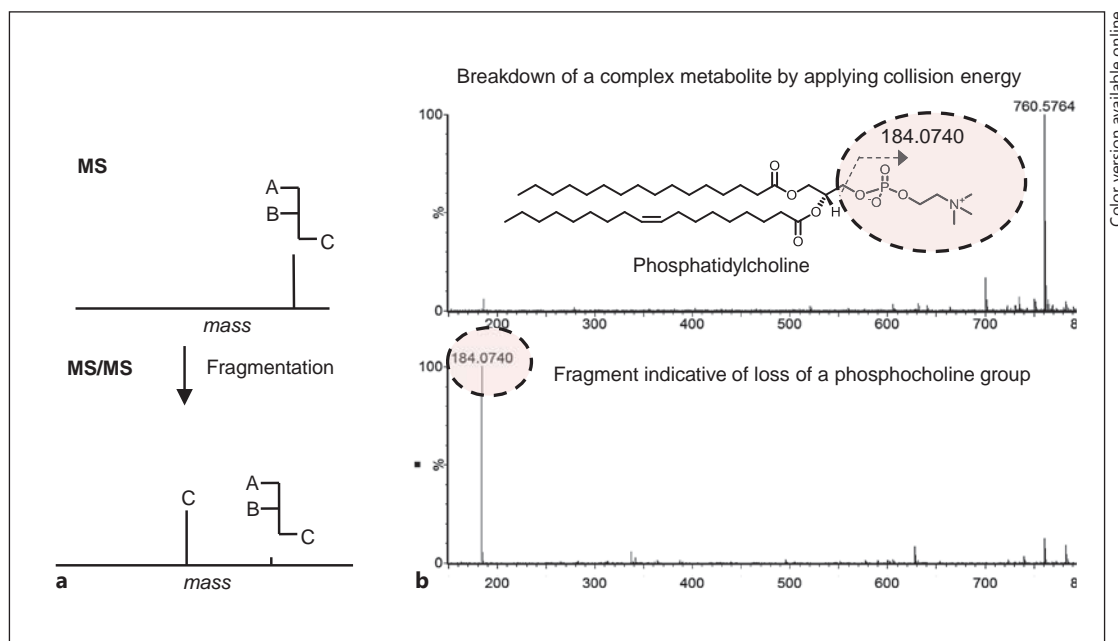 Color version available online
MS
A
B
C
mass
MS/MS
Fragmentation
C
A
B
C
mass
a
Breakdown of a complex metabolite by applying collision energy
100
760.5764
184.0740
O
O
O
O
H
O
O
P
-O
O
N+
%
Phosphatidylcholine
0
200
300
400
500
600
700
8
184.0740
100
Fragment indicative of loss of a phosphocholine group
%
0
b
200
300
400
500
600
700
8